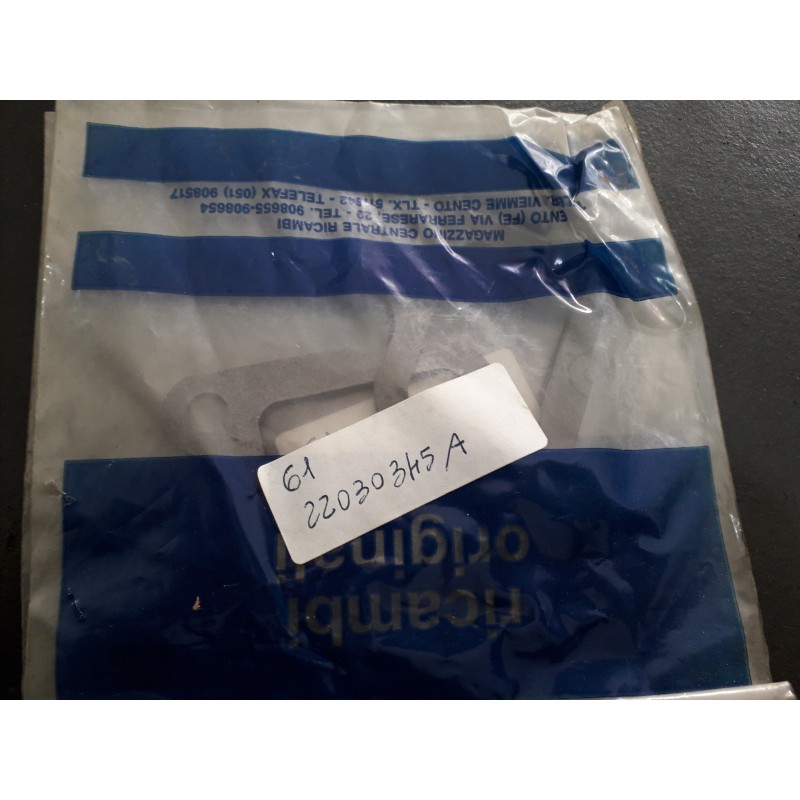 MAGAZZINO CENTRALE RICAMBI
ENTO (FE) VIA FERRARESE, 29 - TEL. 908655-908654
VIEMME CENTO - TLX. - TELEFAX (051) 908517
61
22030345A
ricambi
originali